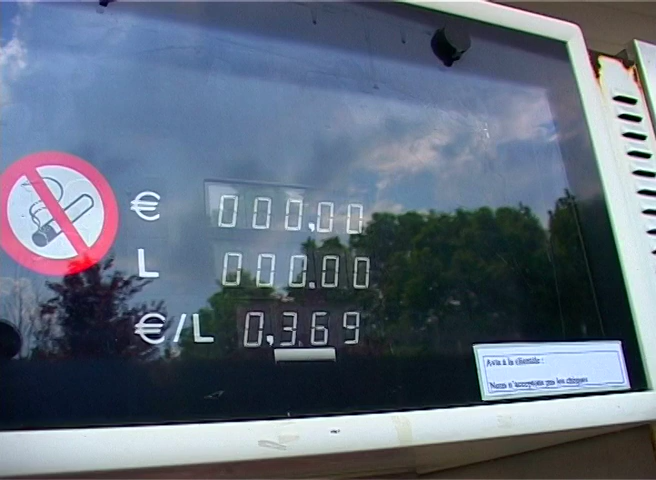 € 000,00
L 000.00
€/L 0,369
Avis à la clientèle :
Nous n'acceptons pas les chèques